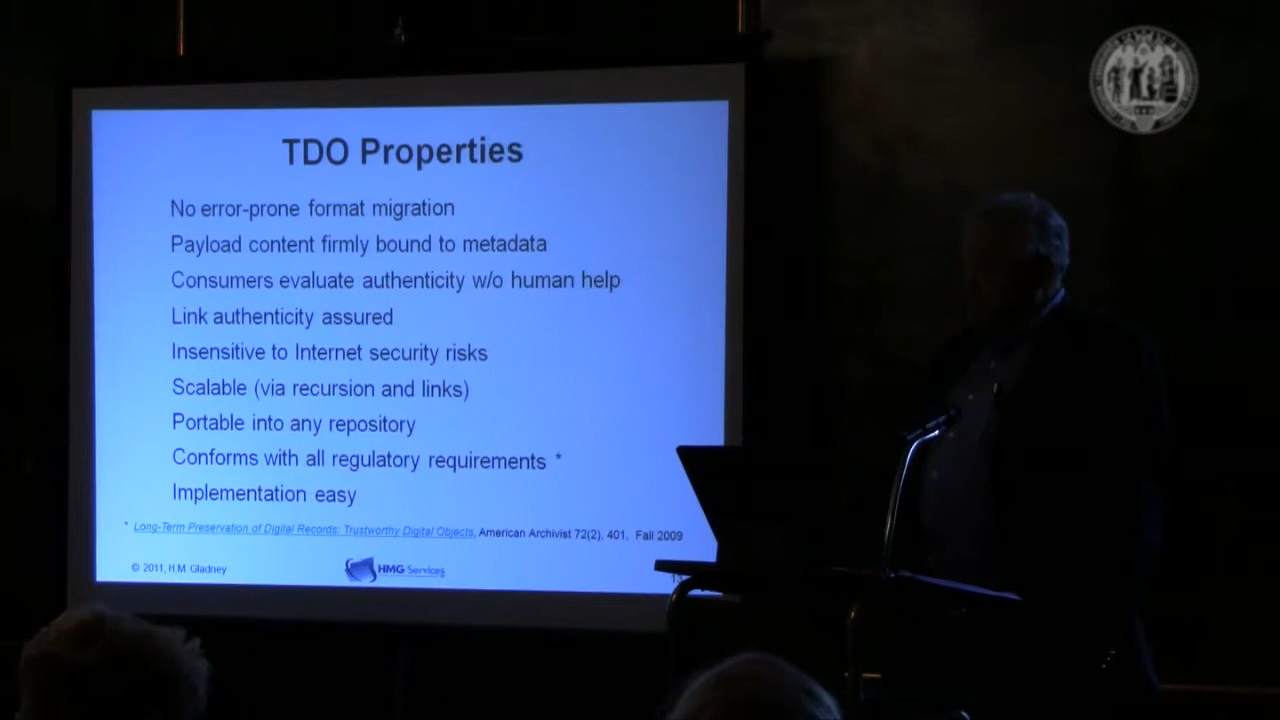 TDO Properties
No error-prone format migration
Payload content firmly bound to metadata
Consumers evaluate authenticity w/o human help
Link authenticity assured
Insensitive to Internet security risks
Scalable (via recursion and links)
Portable into any repository
Conforms with all regulatory requirements *
Implementation easy
* Long-Term Preservation of Digital Records: Trustworthy Digital Objects, American Archivist 72(2), 401, Fall 2009
© 2011, H.M. Gladney
HMG Services